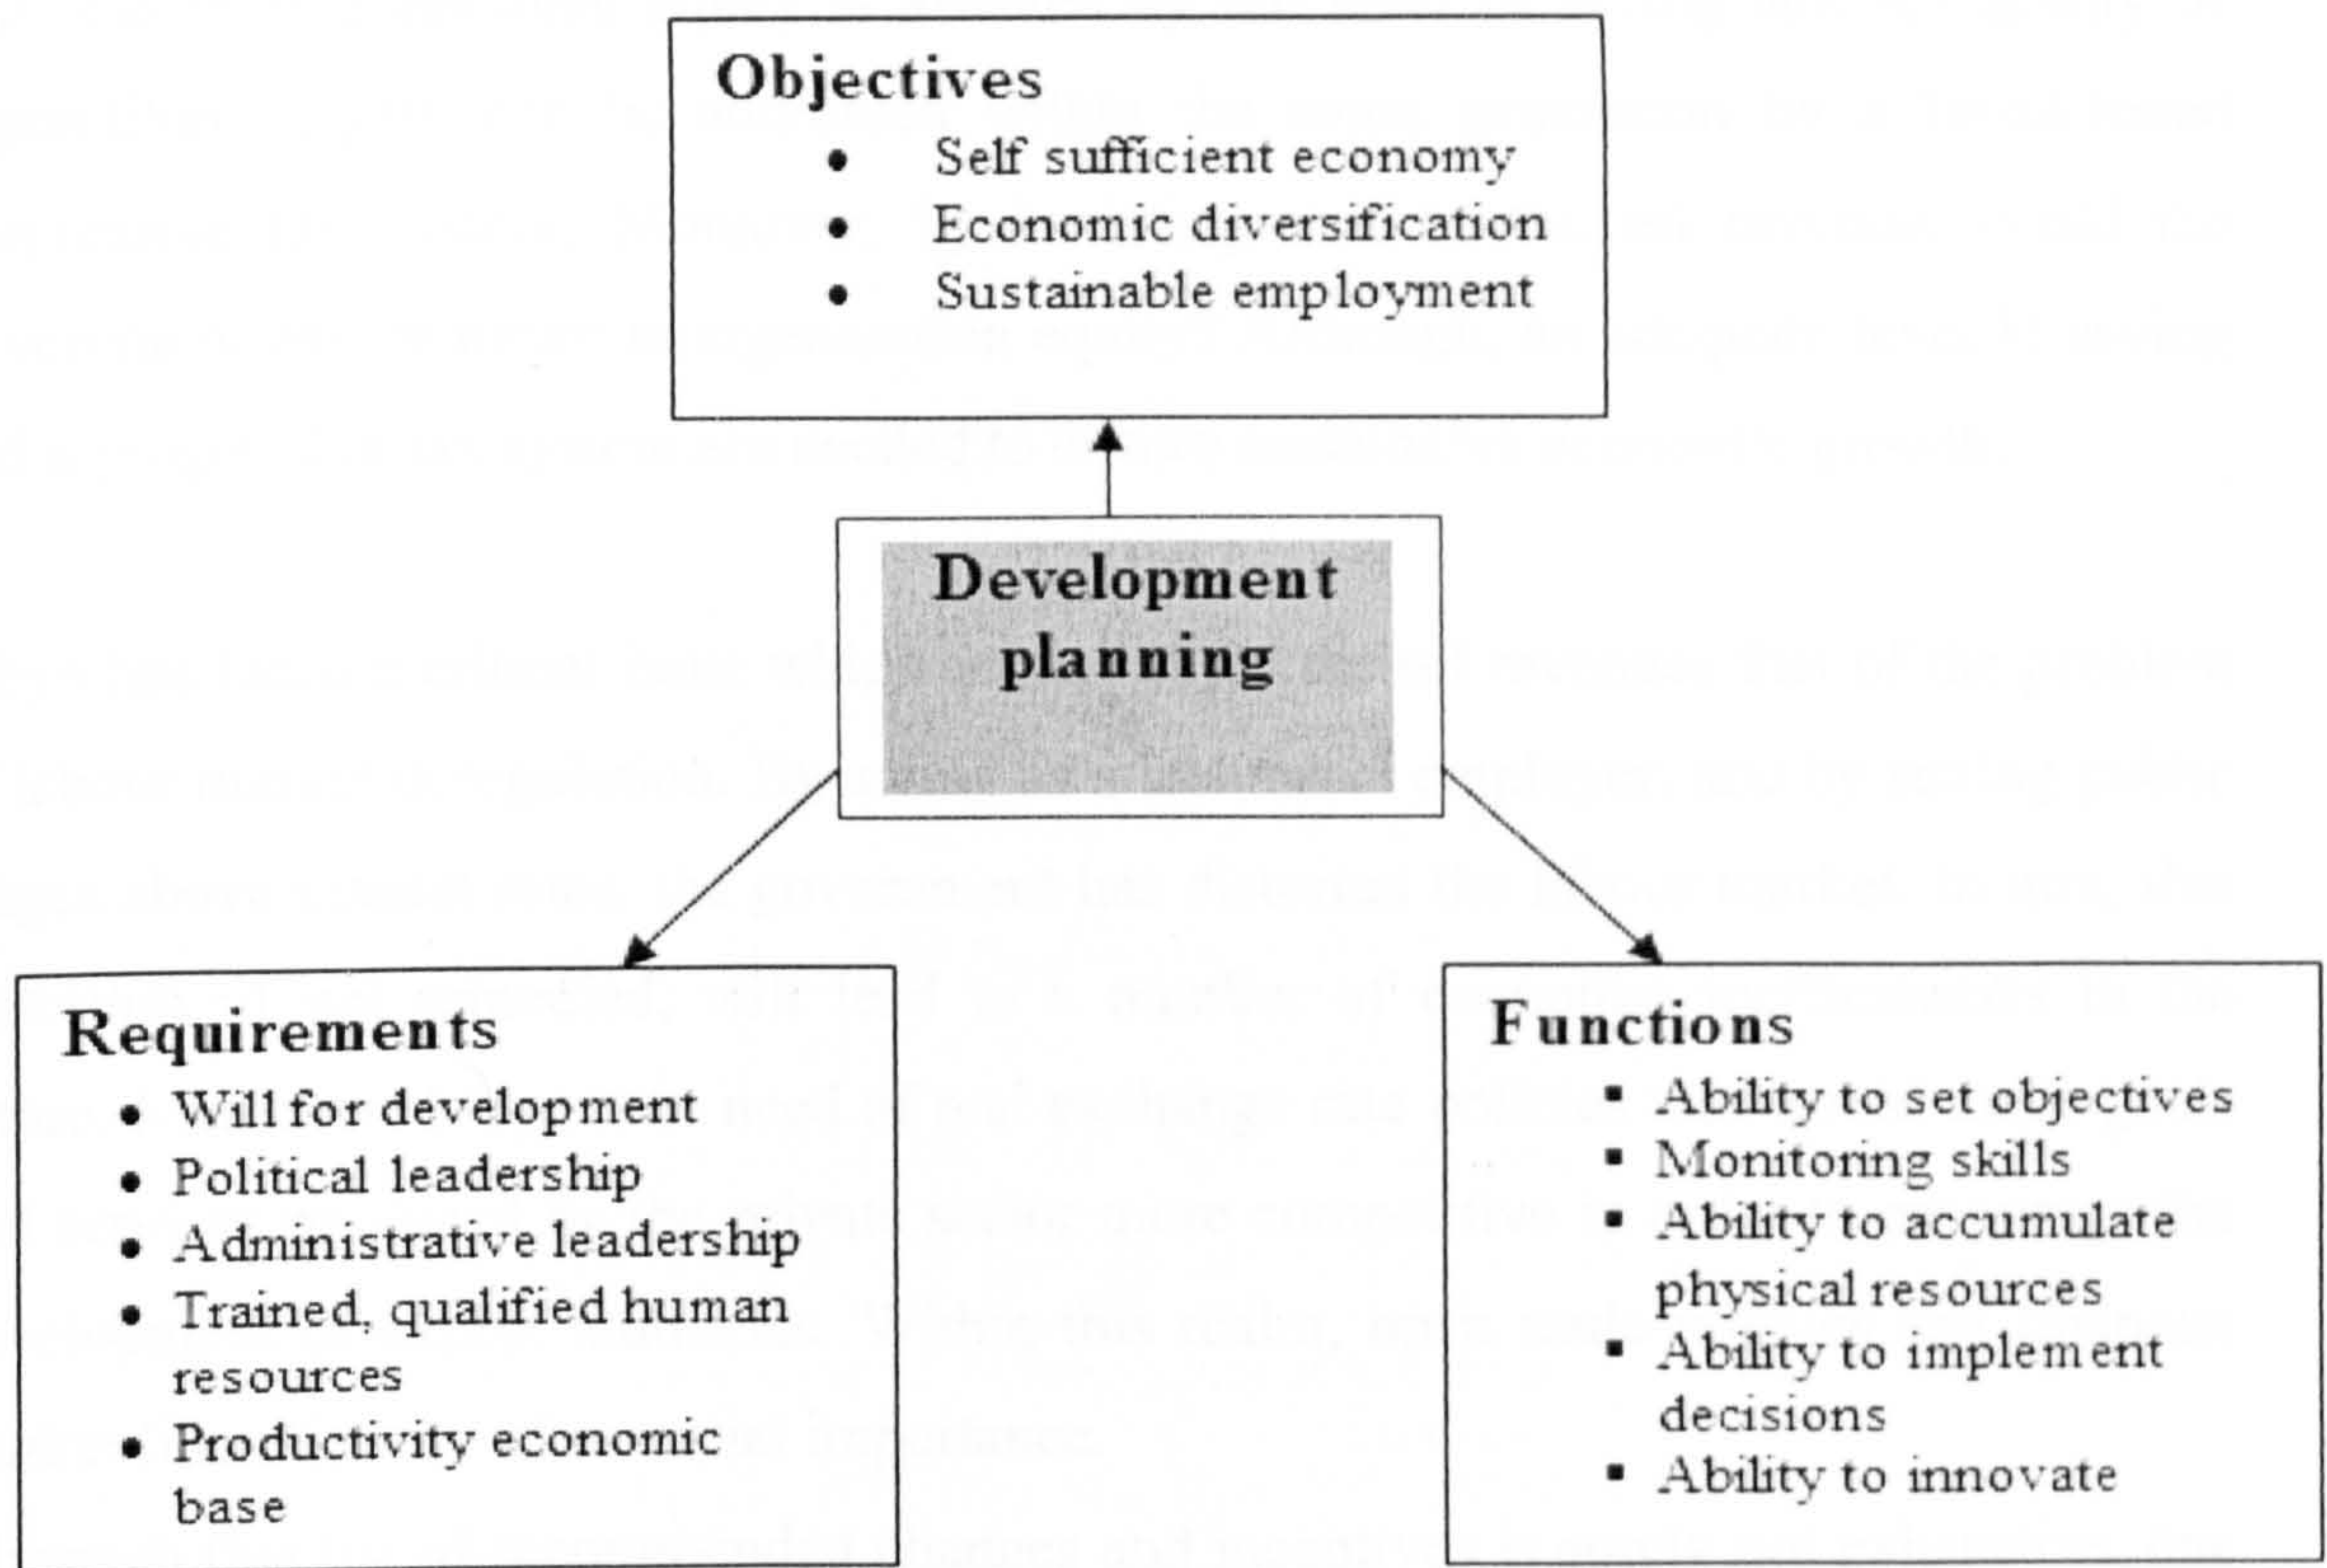 Objectives
• Self sufficient economy
• Economic diversification
• Sustainable employment
Development
planning
Requirements
• Will for development
• Political leadership
• Administrative leadership
• Trained, qualified human
resources
• Productivity economic
base
Functions
▪ Ability to set objectives
▪ Monitoring skills
▪ Ability to accumulate
physical resources
▪ Ability to implement
decisions
▪ Ability to innovate